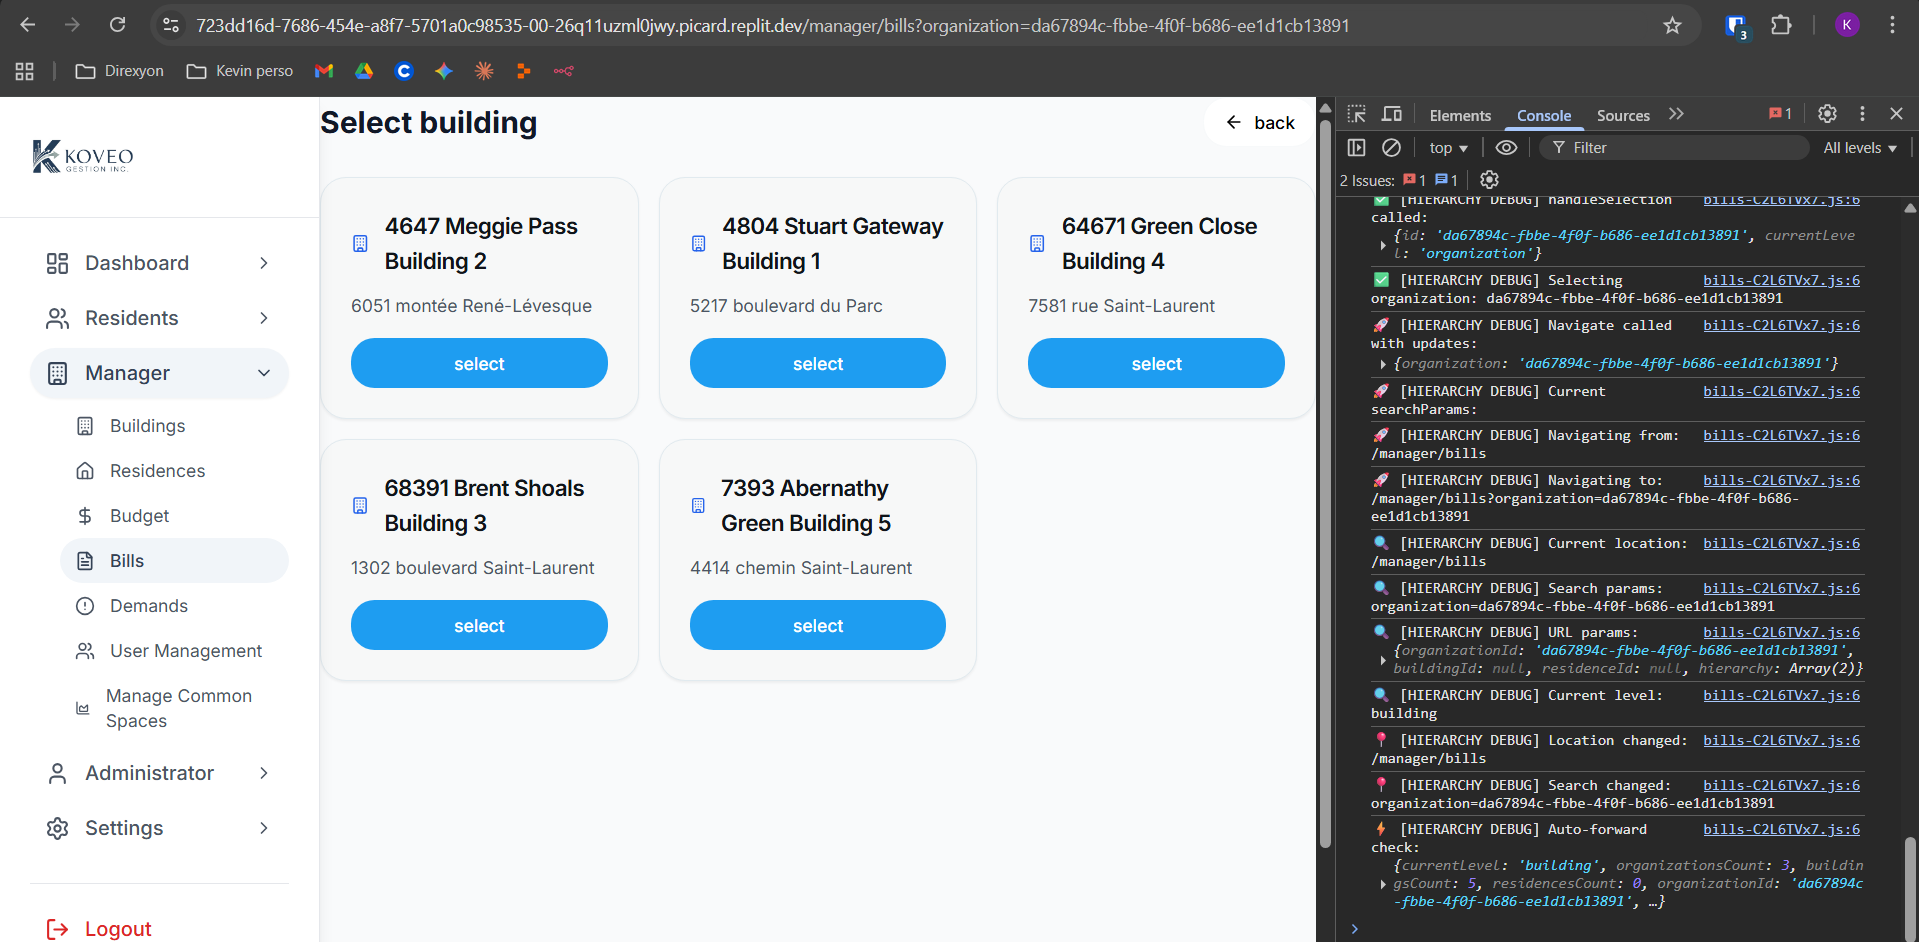 723dd16d-7686-454e-a8f7-5701a0c98535-00-26q11uzml0jwy.picard.replit.dev/manager/bills?organization=da67894c-fbbe-4f0f-b686-ee1d1cb13891
3
K
Direxyon
Kevin perso
KOVEO
GESTION INC.
Dashboard
Residents
Manager
Buildings
Residences
Budget
Bills
Demands
User Management
Manage Common
Spaces
Administrator
Settings
Logout
Select building
back
4647 Meggie Pass
Building 2
6051 montée René-Lévesque
select
4804 Stuart Gateway
Building 1
5217 boulevard du Parc
select
64671 Green Close
Building 4
7581 rue Saint-Laurent
select
68391 Brent Shoals
Building 3
1302 boulevard Saint-Laurent
select
7393 Abernathy
Green Building 5
4414 chemin Saint-Laurent
select
Elements
Console
Sources
1
top
Filter
All levels
2 Issues: 1 1
[HIERARCHY DEBUG] handleSelection bills-C2L6TVx7.js:6
called:
{id: 'da67894c-fbbe-4f0f-b686-ee1d1cb13891', currentLeve
l: 'organization'}
[HIERARCHY DEBUG] Selecting bills-C2L6TVx7.js:6
organization: da67894c-fbbe-4f0f-b686-ee1d1cb13891
[HIERARCHY DEBUG] Navigate called bills-C2L6TVx7.js:6
with updates:
{organization: 'da67894c-fbbe-4f0f-b686-ee1d1cb13891'}
[HIERARCHY DEBUG] Current bills-C2L6TVx7.js:6
searchParams:
[HIERARCHY DEBUG] Navigating from: bills-C2L6TVx7.js:6
/manager/bills
[HIERARCHY DEBUG] Navigating to: bills-C2L6TVx7.js:6
/manager/bills?organization=da67894c-fbbe-4f0f-b686-
ee1d1cb13891
[HIERARCHY DEBUG] Current location: bills-C2L6TVx7.js:6
/manager/bills
[HIERARCHY DEBUG] Search params: bills-C2L6TVx7.js:6
organization=da67894c-fbbe-4f0f-b686-ee1d1cb13891
[HIERARCHY DEBUG] URL params: bills-C2L6TVx7.js:6
{organizationId: 'da67894c-fbbe-4f0f-b686-ee1d1cb13891',
buildingId: null, residenceId: null, hierarchy: Array(2)}
[HIERARCHY DEBUG] Current level: bills-C2L6TVx7.js:6
building
[HIERARCHY DEBUG] Location changed: bills-C2L6TVx7.js:6
/manager/bills
[HIERARCHY DEBUG] Search changed: bills-C2L6TVx7.js:6
organization=da67894c-fbbe-4f0f-b686-ee1d1cb13891
[HIERARCHY DEBUG] Auto-forward bills-C2L6TVx7.js:6
check:
{currentLevel: 'building', organizationsCount: 3, buildin
gsCount: 5, residencesCount: 0, organizationId: 'da67894c
-fbbe-4f0f-b686-ee1d1cb13891', …}